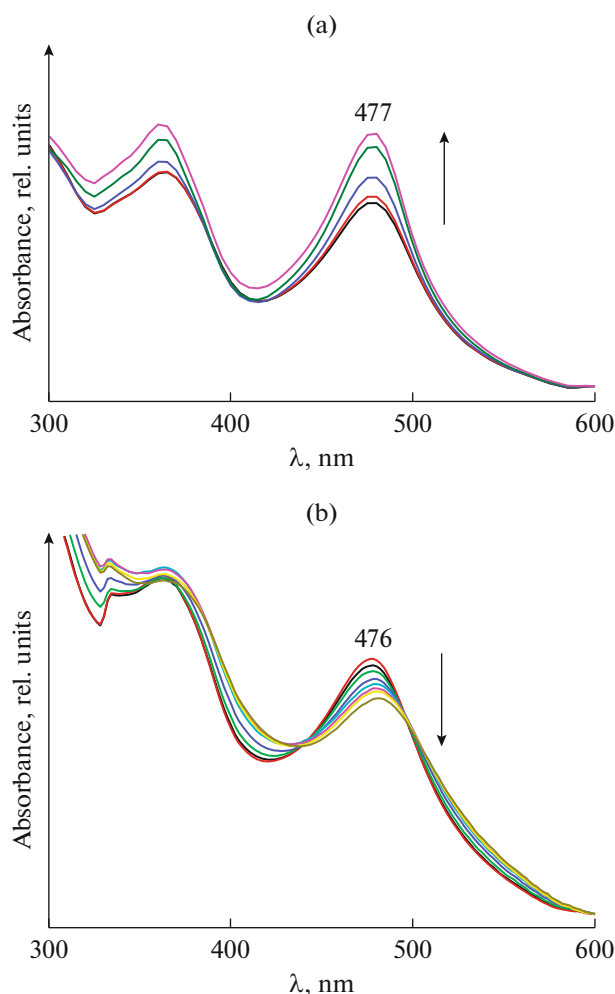 (a)
477
Absorbance, rel. units
300 400 500 600
λ, nm
(b)
476
Absorbance, rel. units
300 400 500 600
λ, nm